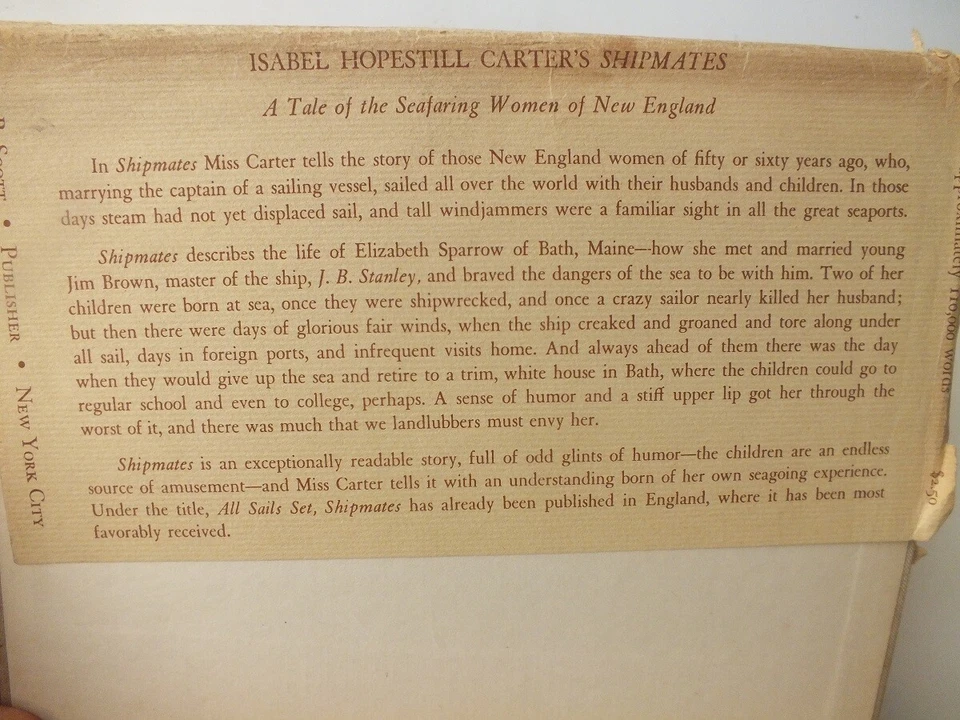 ISABEL HOPESTILL CARTER'S SHIPMATES
A Tale of the Seafaring Women of New England
In Shipmates Miss Carter tells the story of those New England women of fifty or sixty years ago, who,
marrying the captain of a sailing vessel, sailed all over the world with their husbands and children. In those
days steam had not yet displaced sail, and tall windjammers were a familiar sight in all the great seaports.
Shipmates describes the life of Elizabeth Sparrow of Bath, Maine—how she met and married young
Jim Brown, master of the ship, J. B. Stanley, and braved the dangers of the sea to be with him. Two of her
children were born at sea, once they were shipwrecked, and once a crazy sailor nearly killed her husband;
but then there were days of glorious fair winds, when the ship creaked and groaned and tore along under
all sail, days in foreign ports, and infrequent visits home. And always ahead of them there was the day
when they would give up the sea and retire to a trim, white house in Bath, where the children could go to
regular school and even to college, perhaps. A sense of humor and a stiff upper lip got her through the
worst of it, and there was much that we landlubbers must envy her.
Shipmates is an exceptionally readable story, full of odd glints of humor—the children are an endless
source of amusement—and Miss Carter tells it with an understanding born of her own seagoing experience.
Under the title, All Sails Set, Shipmates has already been published in England, where it has been most
favorably received.
R. SCOTT • PUBLISHER • NEW YORK CITY
Approximately 110,000 words
$2.50